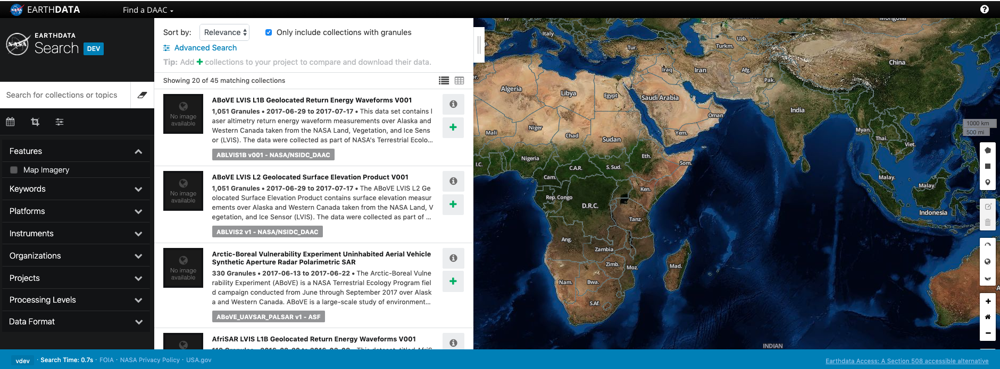 EARTHDATA
Find a DAAC
EARTHDATA
Search DEV
Search for collections or topics
Features
Map Imagery
Keywords
Platforms
Instruments
Organizations
Projects
Processing Levels
Data Format
Sort by: Relevance Only include collections with granules
Advanced Search
Tip: Add + collections to your project to compare and download their data.
Showing 20 of 45 matching collections
No image
available
ABoVE LVIS L1B Geolocated Return Energy Waveforms V001
1,051 Granules • 2017-06-29 to 2017-07-17 • This data set contains l
aser altimetry return energy waveform measurements over Alaska and
Western Canada taken from the NASA Land, Vegetation, and Ice Sens
or (LVIS). The data were collected as part of NASA's Terrestrial Ecolo...
ABLVIS1B v001 - NASA/NSIDC_DAAC
No image
available
ABoVE LVIS L2 Geolocated Surface Elevation Product V001
1,051 Granules • 2017-06-29 to 2017-07-17 • The ABoVE LVIS L2 Ge
olocated Surface Elevation Product contains surface elevation measur
ements over Alaska and Western Canada taken from the NASA Land, V
egetation, and Ice Sensor (LVIS). The data were collected as part of ...
ABLVIS2 v1 - NASA/NSIDC_DAAC
No image
available
Arctic-Boreal Vulnerability Experiment Uninhabited Aerial Vehicle
Synthetic Aperture Radar Polarimetric SAR
330 Granules • 2017-06-13 to 2017-06-22 • The Arctic-Boreal Vulne
rability Experiment (ABoVE) is a NASA Terrestrial Ecology Program fiel
d campaign conducted from June through September 2017 over Alask
a and Western Canada. ABoVE is a large-scale study of environment...
ABoVE_UAVSAR_PALSAR v1 - ASF
AfriSAR LVIS L1B Geolocated Return Energy Waveforms V001
Fr.
Mongolia
Italy
Uzb.
Tur.
Turkm.
China
Iraq
Iran
Afg.
Pak.
Algeria
Libya
Egypt
Saudi Arabia
India
Oman
1000 km
500 mi
Mali
Niger
Chad
Sudan
Yem.
Myan.
Thai.
Viet.
Nigeria
Eth.
Som.
I.C.
C.A.R.
S. Sud.
Cam.
Malay.
Malay.
Ken.
Rep. Congo
D.R.C.
Indonesia
Tanz.
Ang.
Zambia
Zimb.
Moz.
Mad.
Nam.
Bwa.
S.Af.
INDIAN
vdev · Search Time: 0.7s · FOIA · NASA Privacy Policy · USA.gov
Earthdata Access: A Section 508 accessible alternative